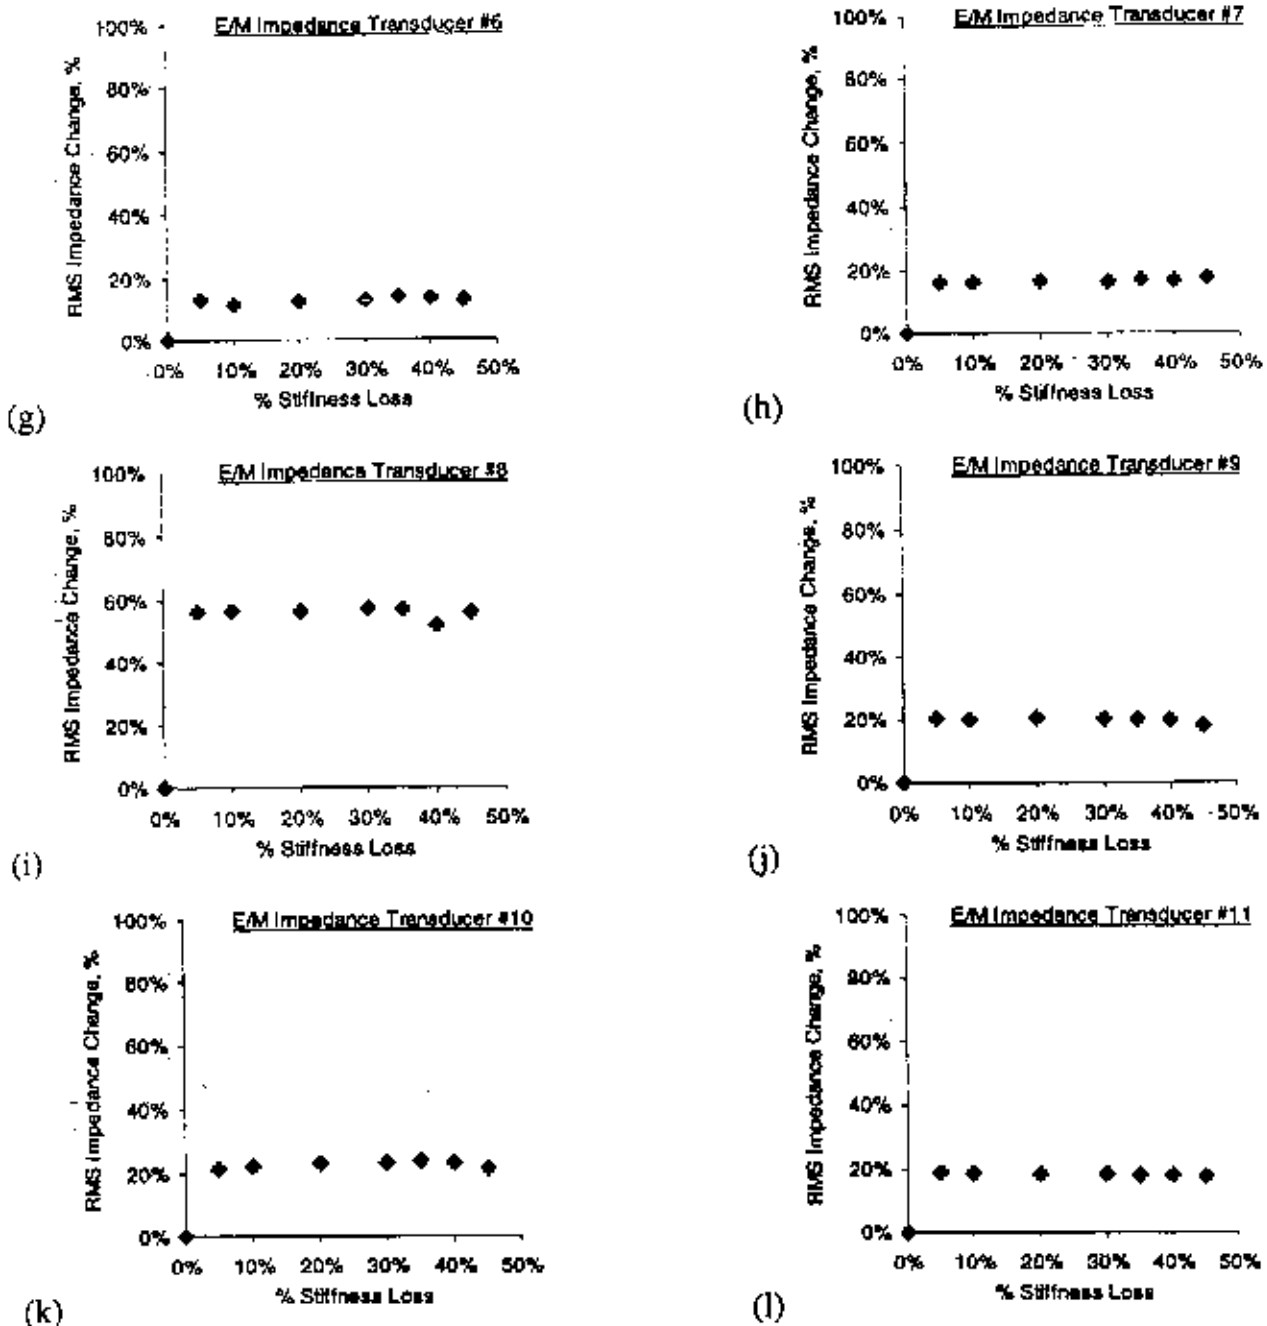 E/M Impedance Transducer #6
100%
80%
60%
40%
20%
0%
RMS Impedance Change, %
0% 10% 20% 30% 40% 50%
% Stiffness Loss
(g)
E/M Impedance Transducer #7
100%
80%
60%
40%
20%
0%
RMS Impedance Change, %
0% 10% 20% 30% 40% 50%
% Stiffness Loss
(h)
E/M Impedance Transducer #8
100%
80%
60%
40%
20%
0%
RMS Impedance Change, %
0% 10% 20% 30% 40% 50%
% Stiffness Loss
(i)
E/M Impedance Transducer #9
100%
80%
60%
40%
20%
0%
RMS Impedance Change, %
0% 10% 20% 30% 40% 50%
% Stiffness Loss
(j)
E/M Impedance Transducer #10
100%
80%
60%
40%
20%
0%
RMS Impedance Change, %
0% 10% 20% 30% 40% 50%
% Stiffness Loss
(k)
E/M Impedance Transducer #11
100%
80%
60%
40%
20%
0%
RMS Impedance Change, %
0% 10% 20% 30% 40% 50%
% Stiffness Loss
(l)